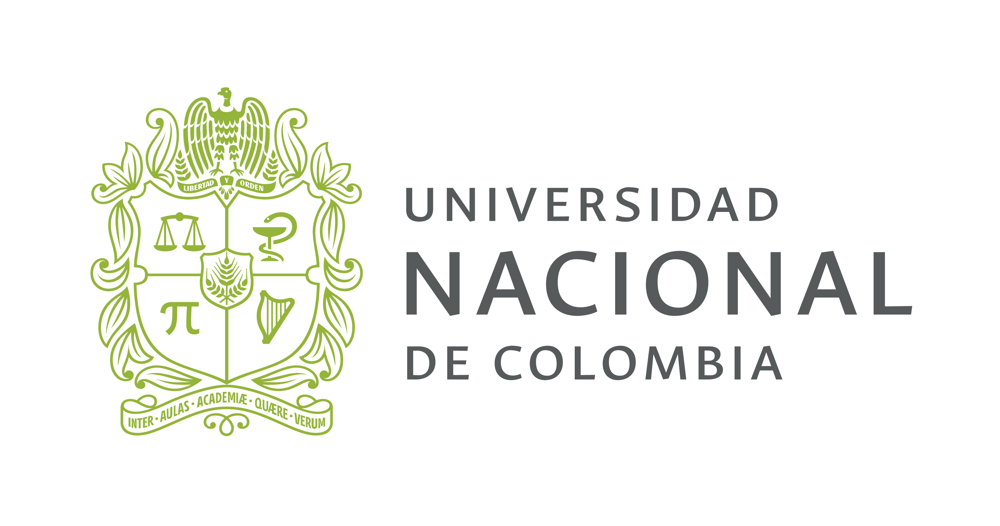 LIBERTAD Y ORDEN
UNIVERSIDAD
NACIONAL
DE COLOMBIA
π
INTER · AULAS · ACADEMIÆ · QUÆRE · VERUM